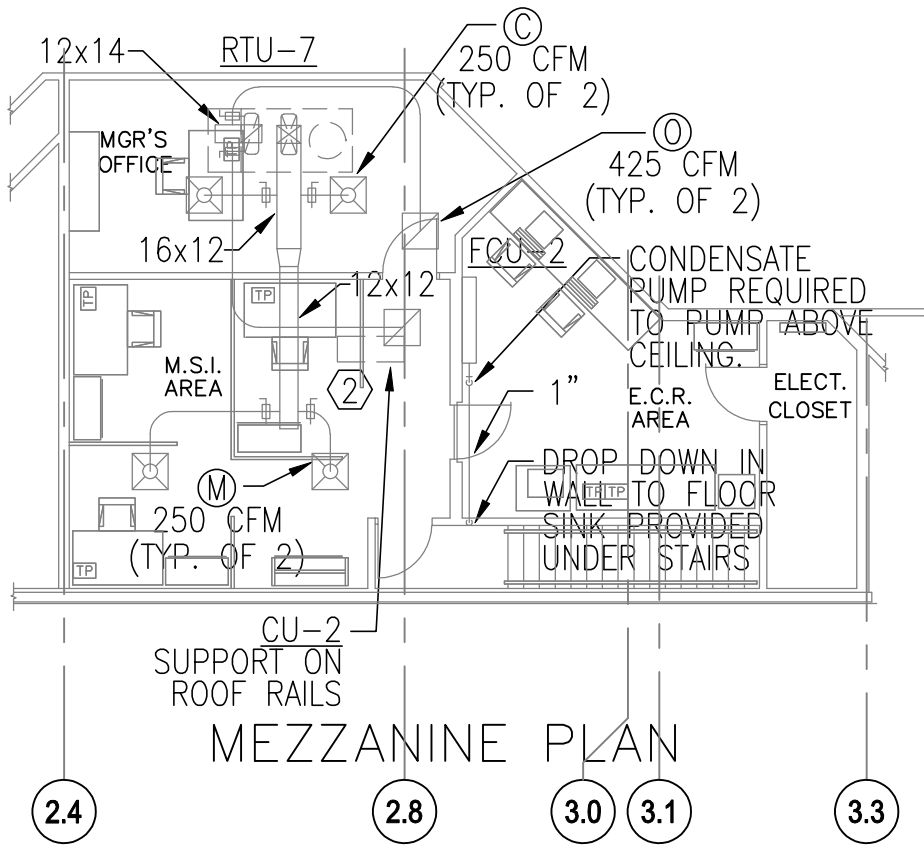 12x14
RTU-7
C
250 CFM
(TYP. OF 2)
MGR'S
OFFICE
TP
O
425 CFM
(TYP. OF 2)
16x12
FCU-2
CONDENSATE
PUMP REQUIRED
TO PUMP ABOVE
CEILING.
TP
TP
12x12
M.S.I.
AREA
2
1"
E.C.R.
AREA
ELECT.
CLOSET
M
250 CFM
(TYP. OF 2)
DROP DOWN IN
WALL TO FLOOR
SINK PROVIDED
UNDER STAIRS
TP TP
TP
CU-2
SUPPORT ON
ROOF RAILS
MEZZANINE PLAN
2.4
2.8
3.0
3.1
3.3